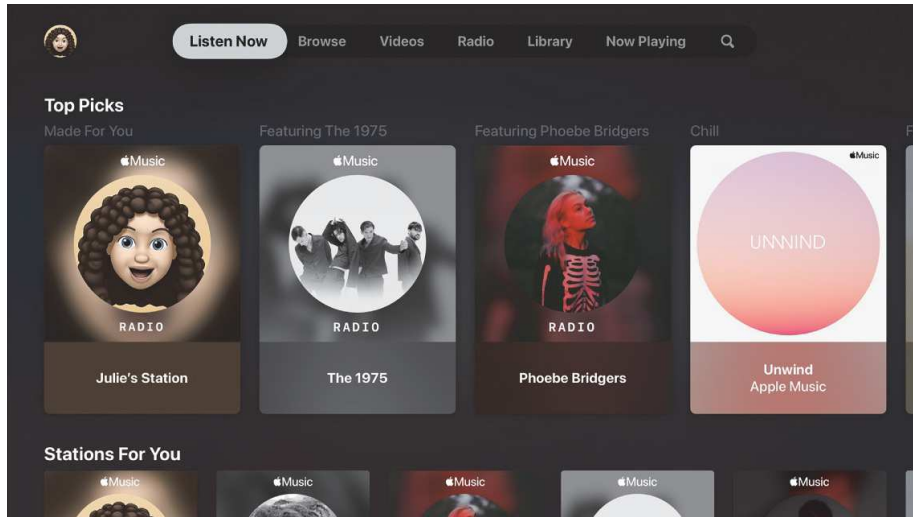 Listen Now Browse Videos Radio Library Now Playing
Top Picks
Made For You Featuring The 1975 Featuring Phoebe Bridgers Chill
Music Music Music Music
UNNIND
RADIO RADIO RADIO
Julie's Station The 1975 Phoebe Bridgers Unwind
Apple Music
Stations For You
Music Music Music Music Music